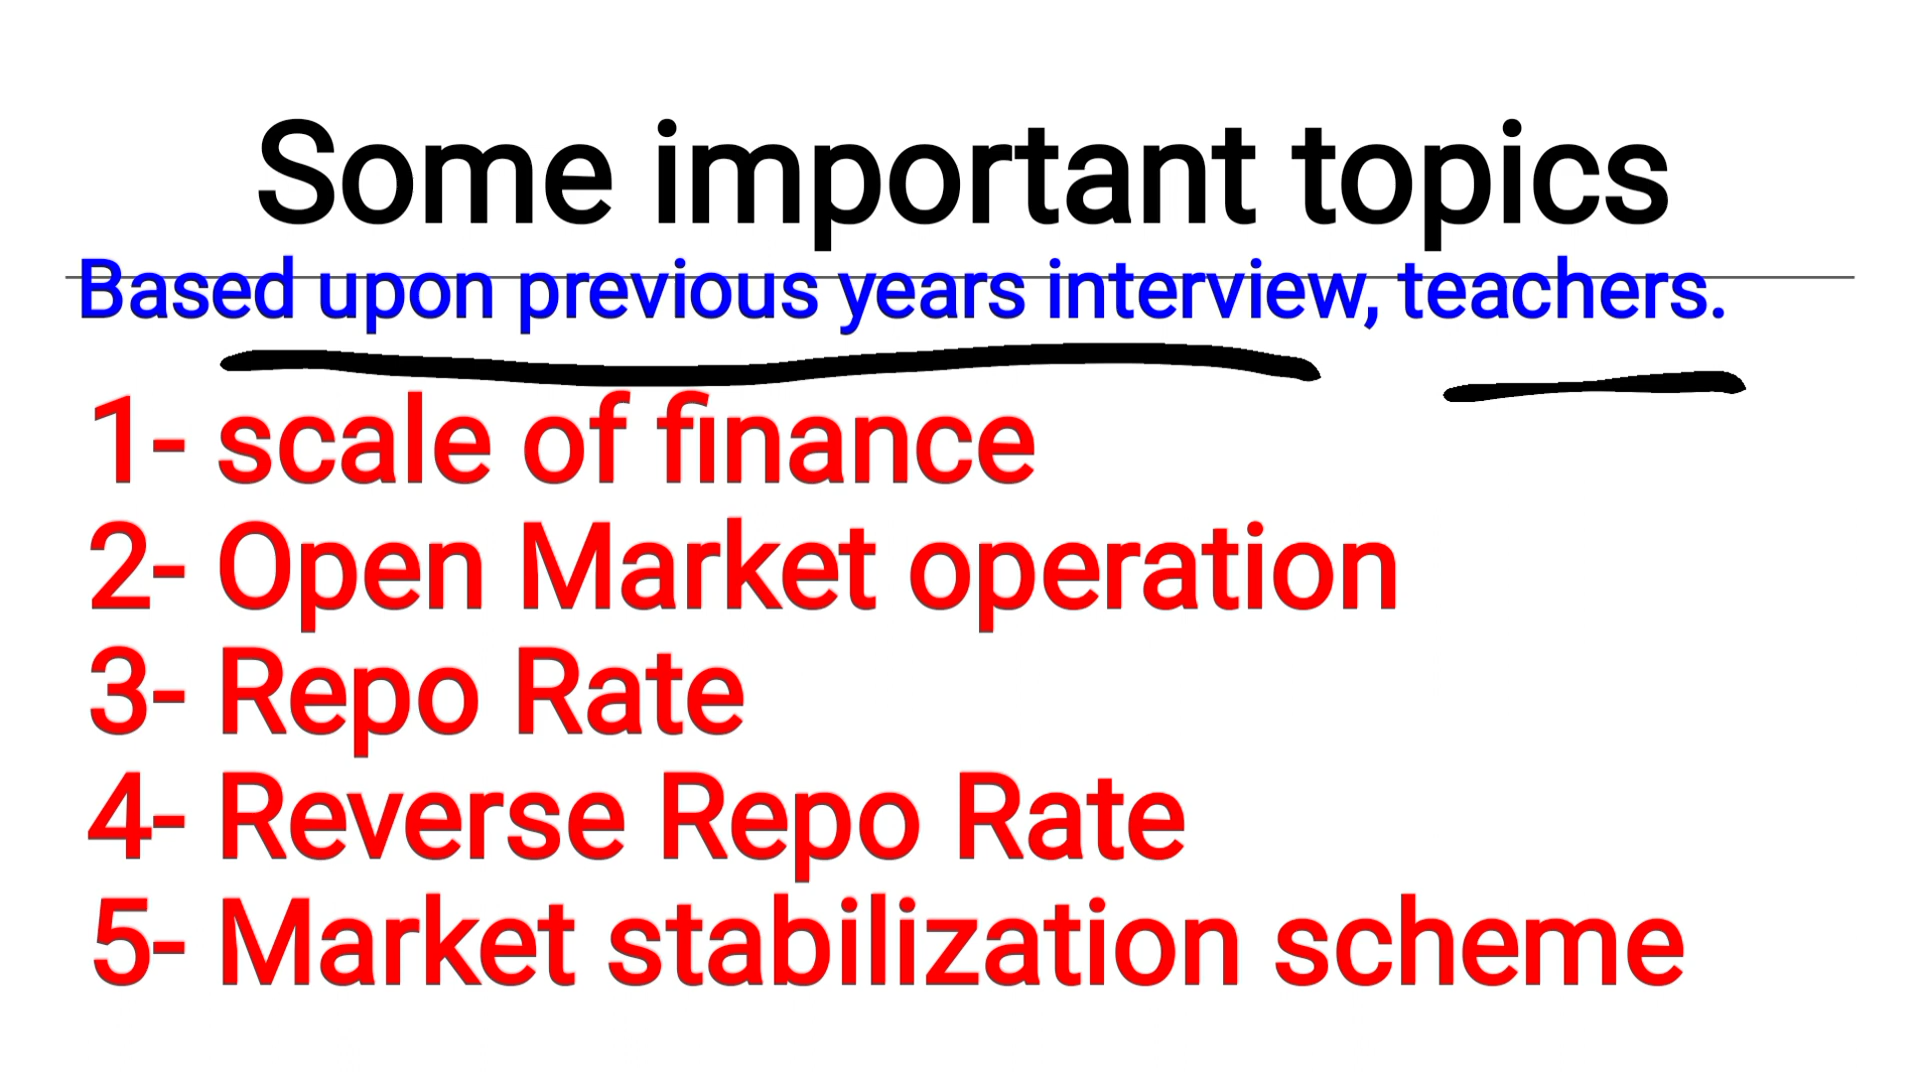 Some important topics
Based upon previous years interview, teachers.
1- scale of finance
2- Open Market operation
3- Repo Rate
4- Reverse Repo Rate
5- Market stabilization scheme